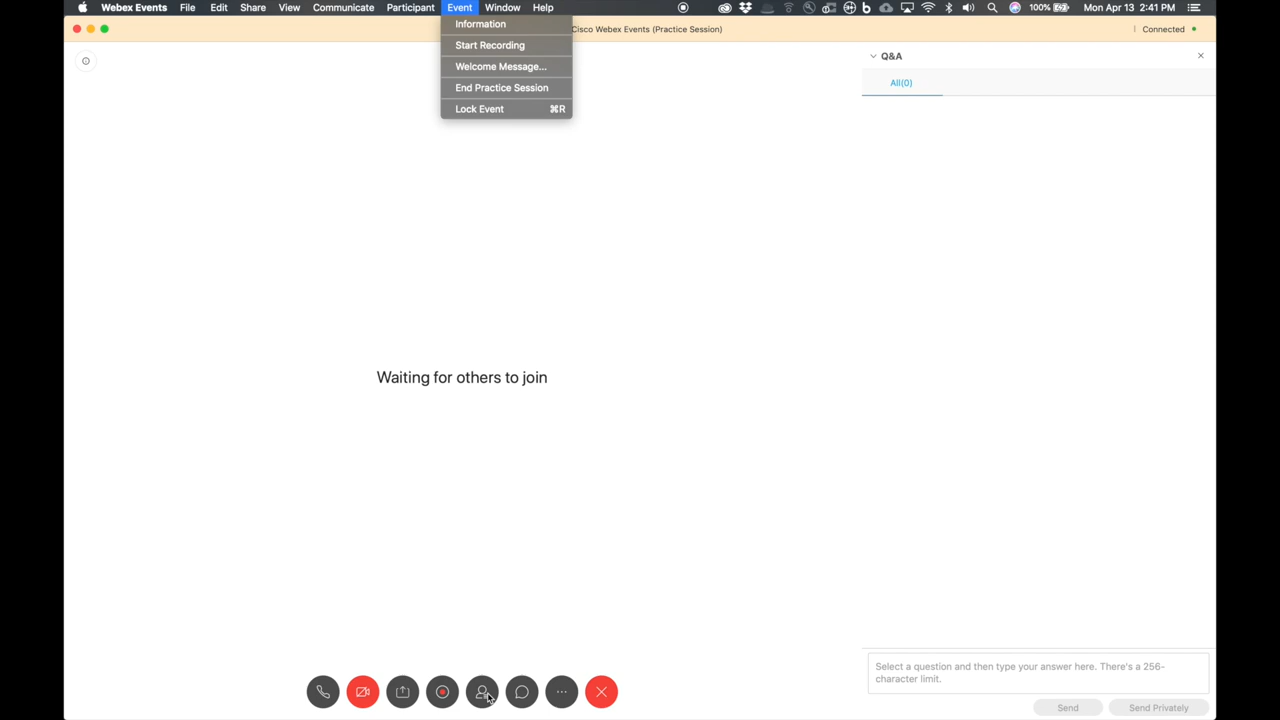 Webex Events File Edit Share View Communicate Participant Event Window Help 100% Mon Apr 13 2:41 PM
Cisco Webex Events (Practice Session)
Connected
Information
Start Recording
Welcome Message...
End Practice Session
Lock Event ⌘R
Q&A
All(0)
Waiting for others to join
Select a question and then type your answer here. There's a 256-
character limit.
Send Send Privately